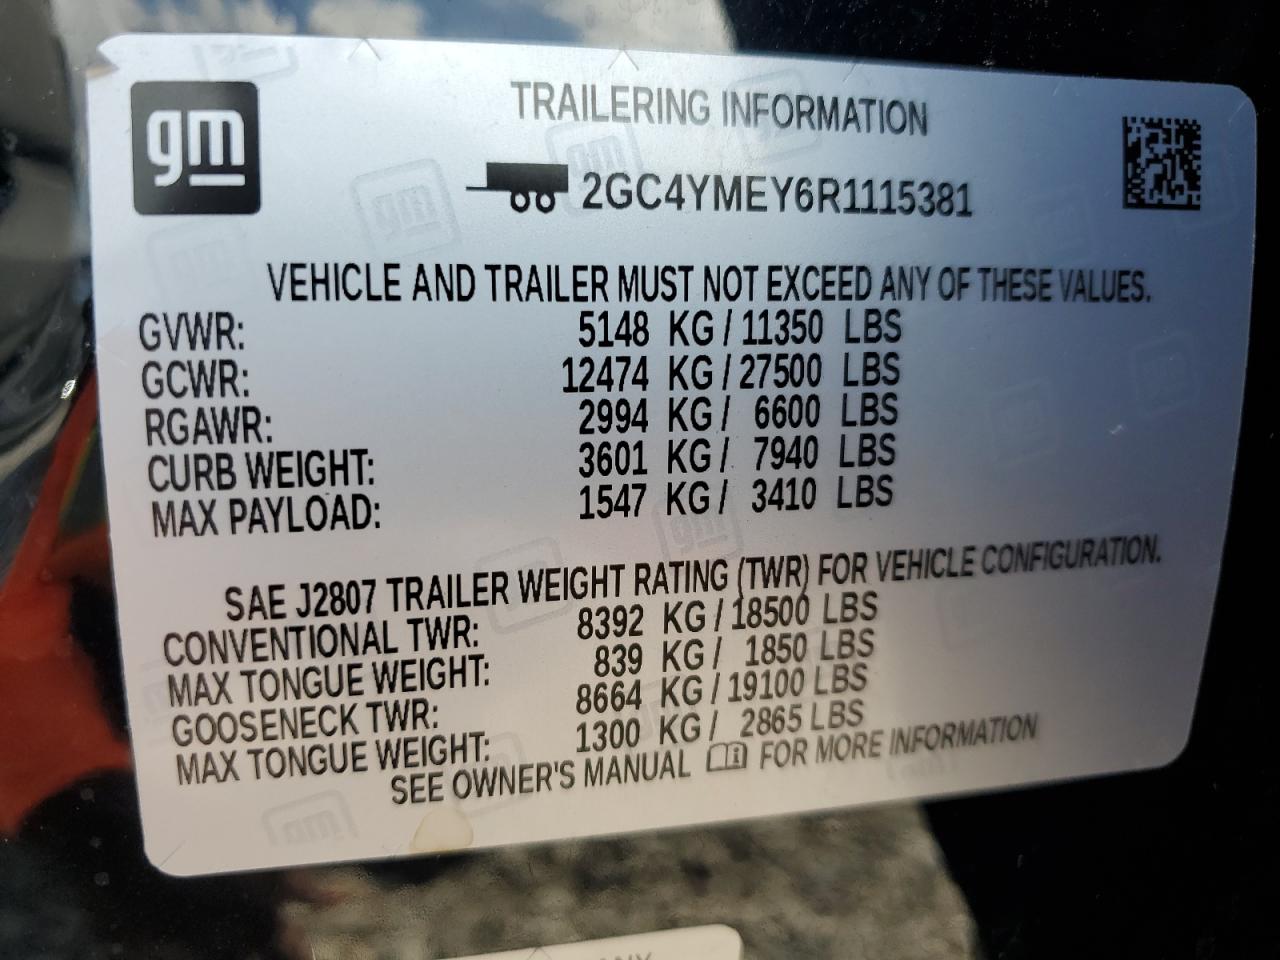 gm
TRAILERING INFORMATION
2GC4YMEY6R1115381
VEHICLE AND TRAILER MUST NOT EXCEED ANY OF THESE VALUES.
GVWR: 5148 KG / 11350 LBS
GCWR: 12474 KG / 27500 LBS
RGAWR: 2994 KG / 6600 LBS
CURB WEIGHT: 3601 KG / 7940 LBS
MAX PAYLOAD: 1547 KG / 3410 LBS
SAE J2807 TRAILER WEIGHT RATING (TWR) FOR VEHICLE CONFIGURATION.
CONVENTIONAL TWR: 8392 KG / 18500 LBS
MAX TONGUE WEIGHT: 839 KG / 1850 LBS
GOOSENECK TWR: 8664 KG / 19100 LBS
MAX TONGUE WEIGHT: 1300 KG / 2865 LBS
SEE OWNER'S MANUAL FOR MORE INFORMATION